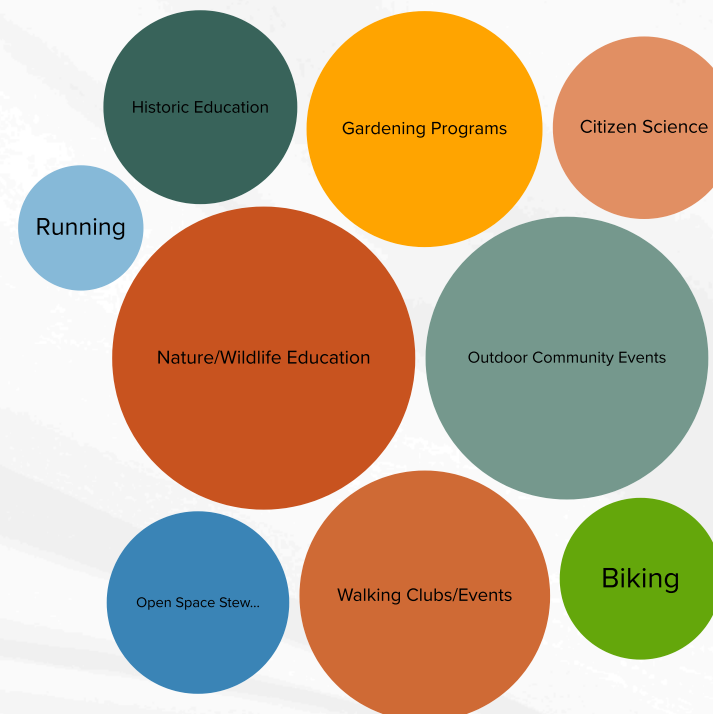 Historic Education
Gardening Programs
Citizen Science
Running
Nature/Wildlife Education
Outdoor Community Events
Biking
Walking Clubs/Events
Open Space Stew...